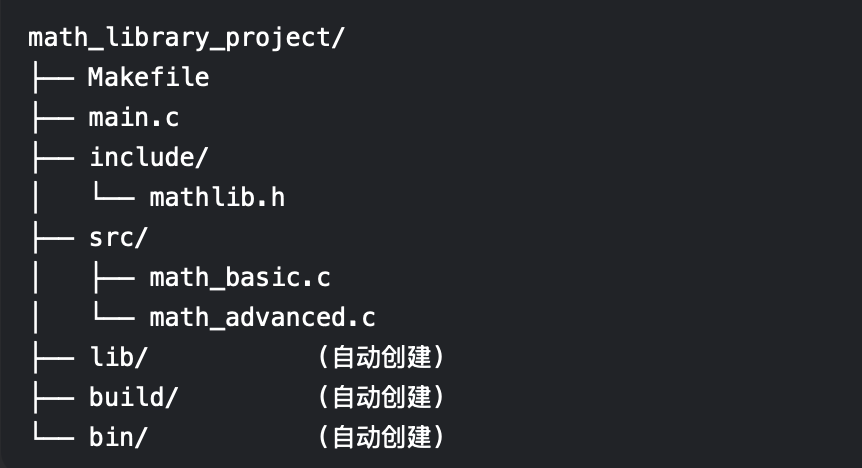 math_library_project/
├── Makefile
├── main.c
├── include/
│   └── mathlib.h
├── src/
│   ├── math_basic.c
│   └── math_advanced.c
├── lib/           (自动创建)
├── build/         (自动创建)
└── bin/           (自动创建)